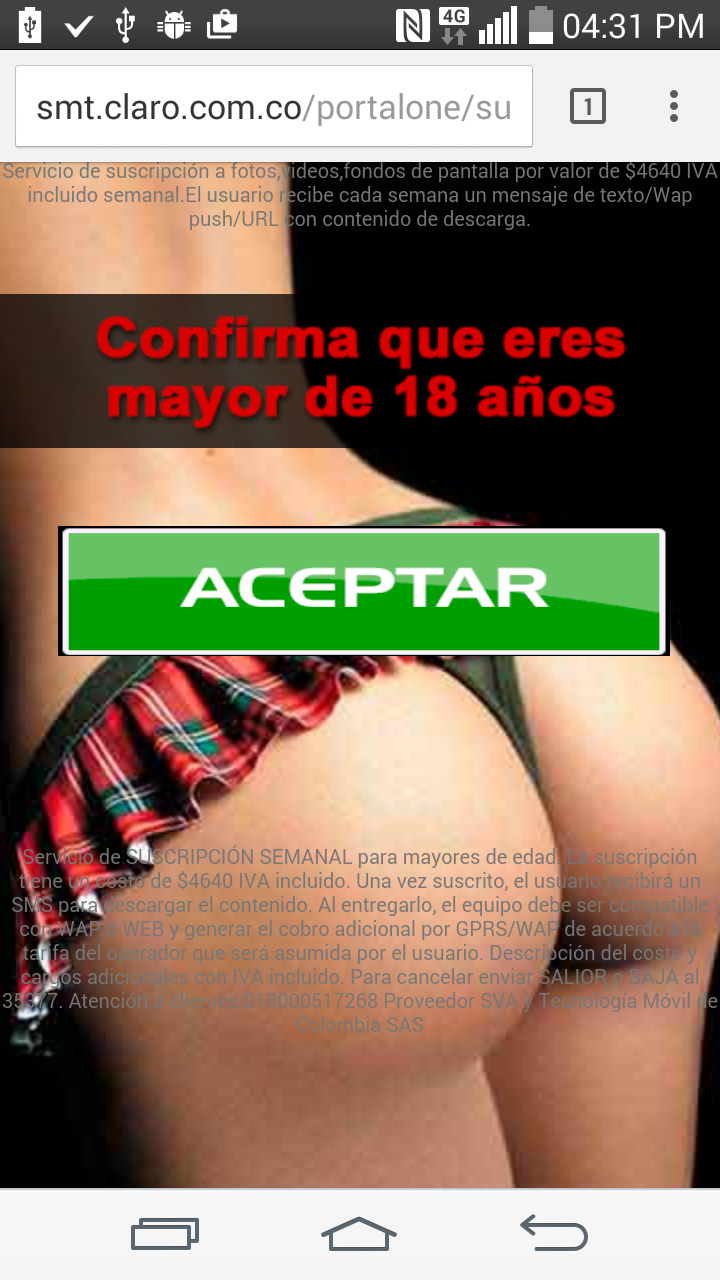 4G
04:31 PM
smt.claro.com.co/portalone/su
1
Servicio de suscripción a fotos,videos,fondos de pantalla por valor de $4640 IVA
incluido semanal.El usuario recibe cada semana un mensaje de texto/Wap
push/URL con contenido de descarga.
Confirma que eres
mayor de 18 años
ACEPTAR
Servicio de SUSCRIPCIÓN SEMANAL para mayores de edad. La suscripción
tiene un costo de $4640 IVA incluido. Una vez suscrito, el usuario recibirá un
SMS para descargar el contenido. Al entregarlo, el equipo debe ser compatible
con WAP o WEB y generar el cobro adicional por GPRS/WAP de acuerdo a la
tarifa del operador que será asumida por el usuario. Descripción del costo y
cargos adicionales con IVA incluido. Para cancelar enviar SALIOR o BAJA al
35377. Atención a clientes:018000517268 Proveedor SVA y Tecnología Móvil de
Colombia SAS